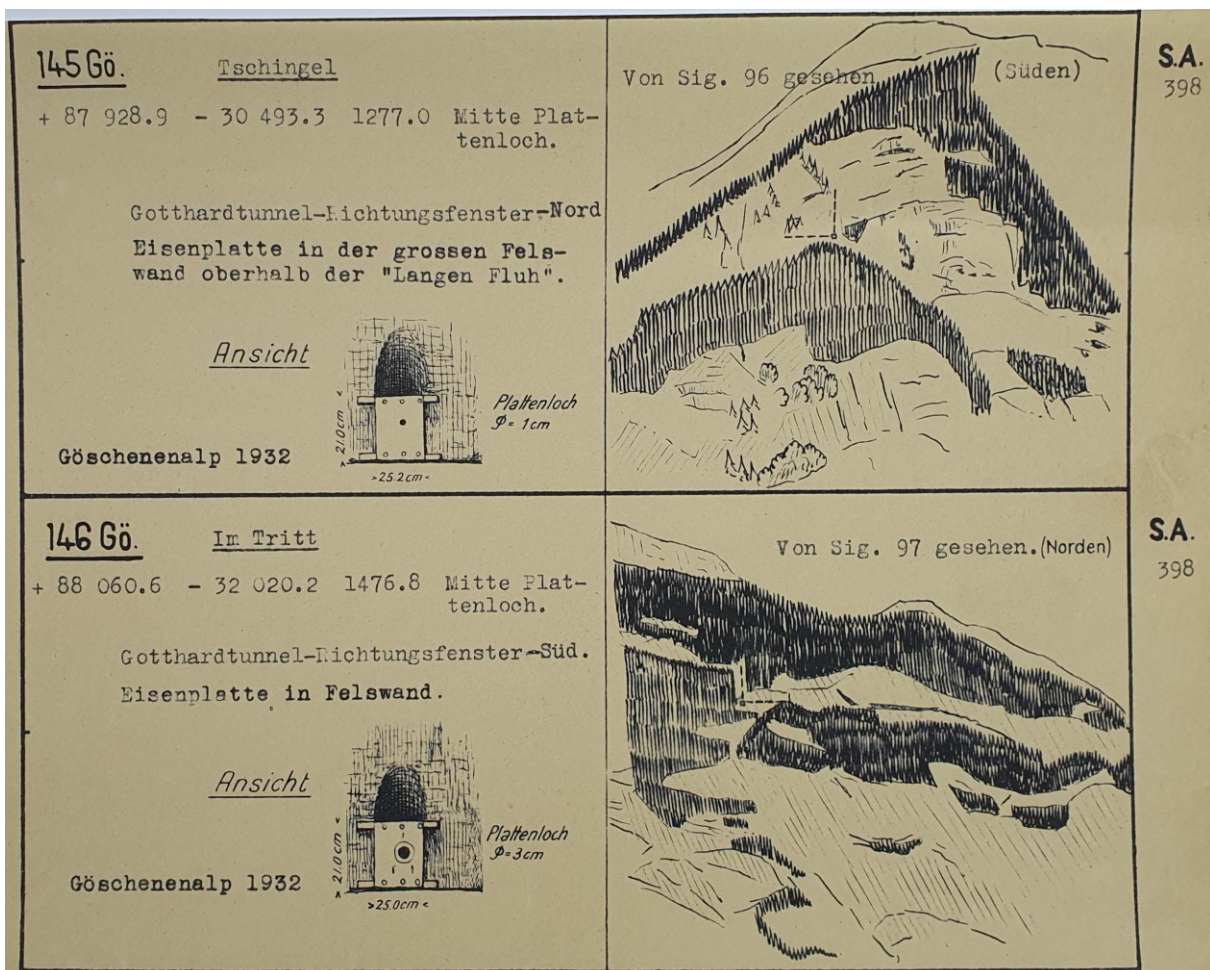 145 Gö. Tschingel
+ 87 928.9 - 30 493.3 1277.0 Mitte Plat-
tenloch.
Gotthardtunnel-Richtungsfenster-Nord
Eisenplatte in der grossen Fels-
wand oberhalb der "Langen Fluh".
Ansicht
21.0cm
Plattenloch
Φ= 1cm
>25.2cm<
Göschenenalp 1932
Von Sig. 96 gesehen (Süden)
S.A.
398
146 Gö. Im Tritt
+ 88 060.6 - 32 020.2 1476.8 Mitte Plat-
tenloch.
Gotthardtunnel-Richtungsfenster-Süd.
Eisenplatte in Felswand.
Ansicht
21.0cm
Plattenloch
Φ=3cm
>25.0cm<
Göschenenalp 1932
Von Sig. 97 gesehen.(Norden)
S.A.
398